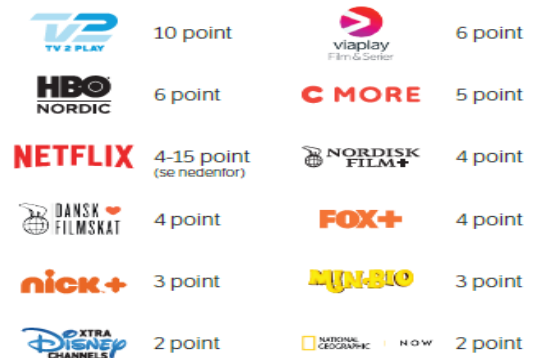 TV 2 PLAY 10 point
viaplay 6 point
Film & Serier
HBO 6 point
NORDIC
C MORE 5 point
NETFLIX 4-15 point
(se nedenfor)
NORDISK 4 point
FILM+
DANSK 4 point
FILMSKAT
FOX+ 4 point
nick+ 3 point
MIN BIO 3 point
XTRA 2 point
Disney
CHANNELS
NATIONAL NOW 2 point
GEOGRAPHIC